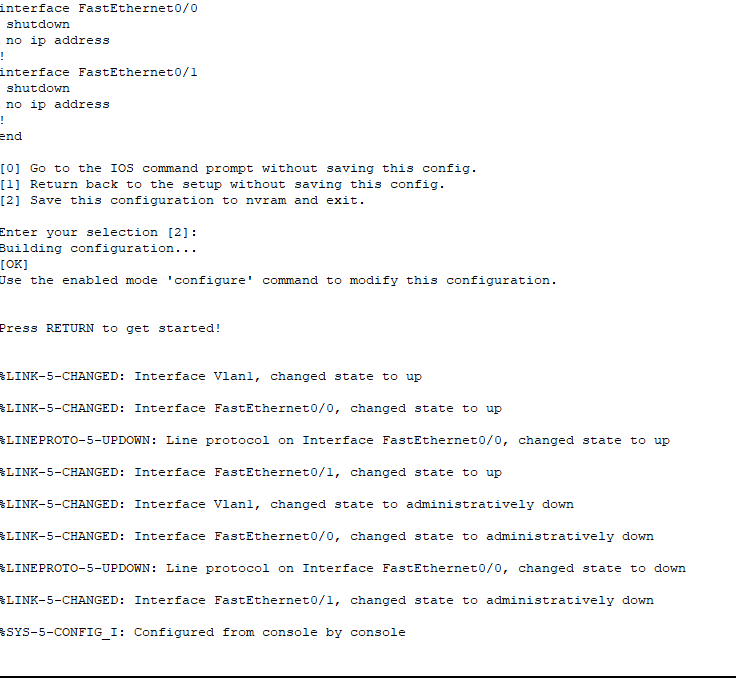 interface FastEthernet0/0
shutdown
no ip address
!
interface FastEthernet0/1
shutdown
no ip address
!
end
[0] Go to the IOS command prompt without saving this config.
[1] Return back to the setup without saving this config.
[2] Save this configuration to nvram and exit.
Enter your selection [2]:
Building configuration...
[OK]
Use the enabled mode 'configure' command to modify this configuration.
Press RETURN to get started!
%LINK-5-CHANGED: Interface Vlan1, changed state to up
%LINK-5-CHANGED: Interface FastEthernet0/0, changed state to up
%LINEPROTO-5-UPDOWN: Line protocol on Interface FastEthernet0/0, changed state to up
%LINK-5-CHANGED: Interface FastEthernet0/1, changed state to up
%LINK-5-CHANGED: Interface Vlan1, changed state to administratively down
%LINK-5-CHANGED: Interface FastEthernet0/0, changed state to administratively down
%LINEPROTO-5-UPDOWN: Line protocol on Interface FastEthernet0/0, changed state to down
%LINK-5-CHANGED: Interface FastEthernet0/1, changed state to administratively down
%SYS-5-CONFIG_I: Configured from console by console